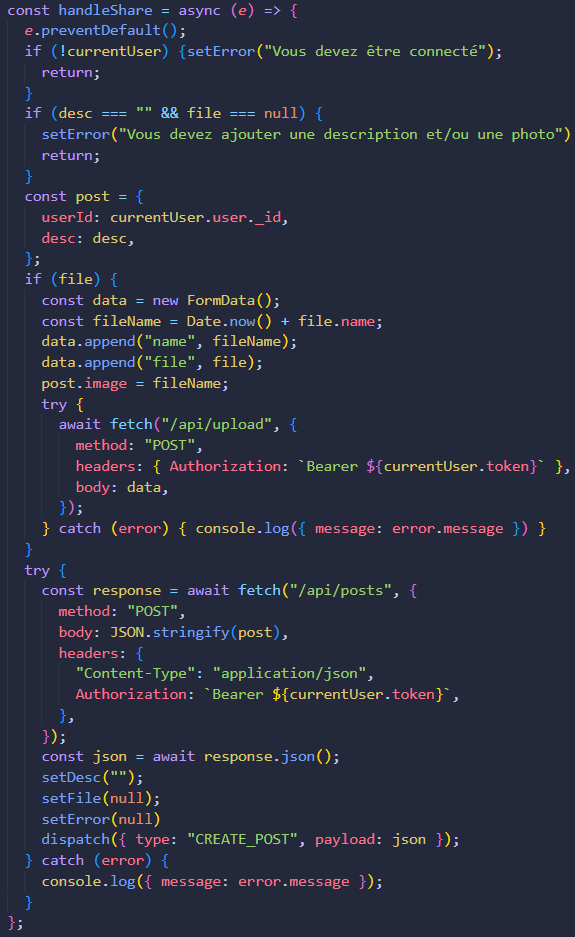 const handleShare = async (e) => {
e.preventDefault();
if (!currentUser) {setError("Vous devez être connecté");
return;
}
if (desc === "" && file === null) {
setError("Vous devez ajouter une description et/ou une photo")
return;
}
const post = {
userId: currentUser.user._id,
desc: desc,
};
if (file) {
const data = new FormData();
const fileName = Date.now() + file.name;
data.append("name", fileName);
data.append("file", file);
post.image = fileName;
try {
await fetch("/api/upload", {
method: "POST",
headers: { Authorization: `Bearer ${currentUser.token}` },
body: data,
});
} catch (error) { console.log({ message: error.message }) }
}
try {
const response = await fetch("/api/posts", {
method: "POST",
body: JSON.stringify(post),
headers: {
"Content-Type": "application/json",
Authorization: `Bearer ${currentUser.token}`,
},
});
const json = await response.json();
setDesc("");
setFile(null);
setError(null)
dispatch({ type: "CREATE_POST", payload: json });
} catch (error) {
console.log({ message: error.message });
}
};